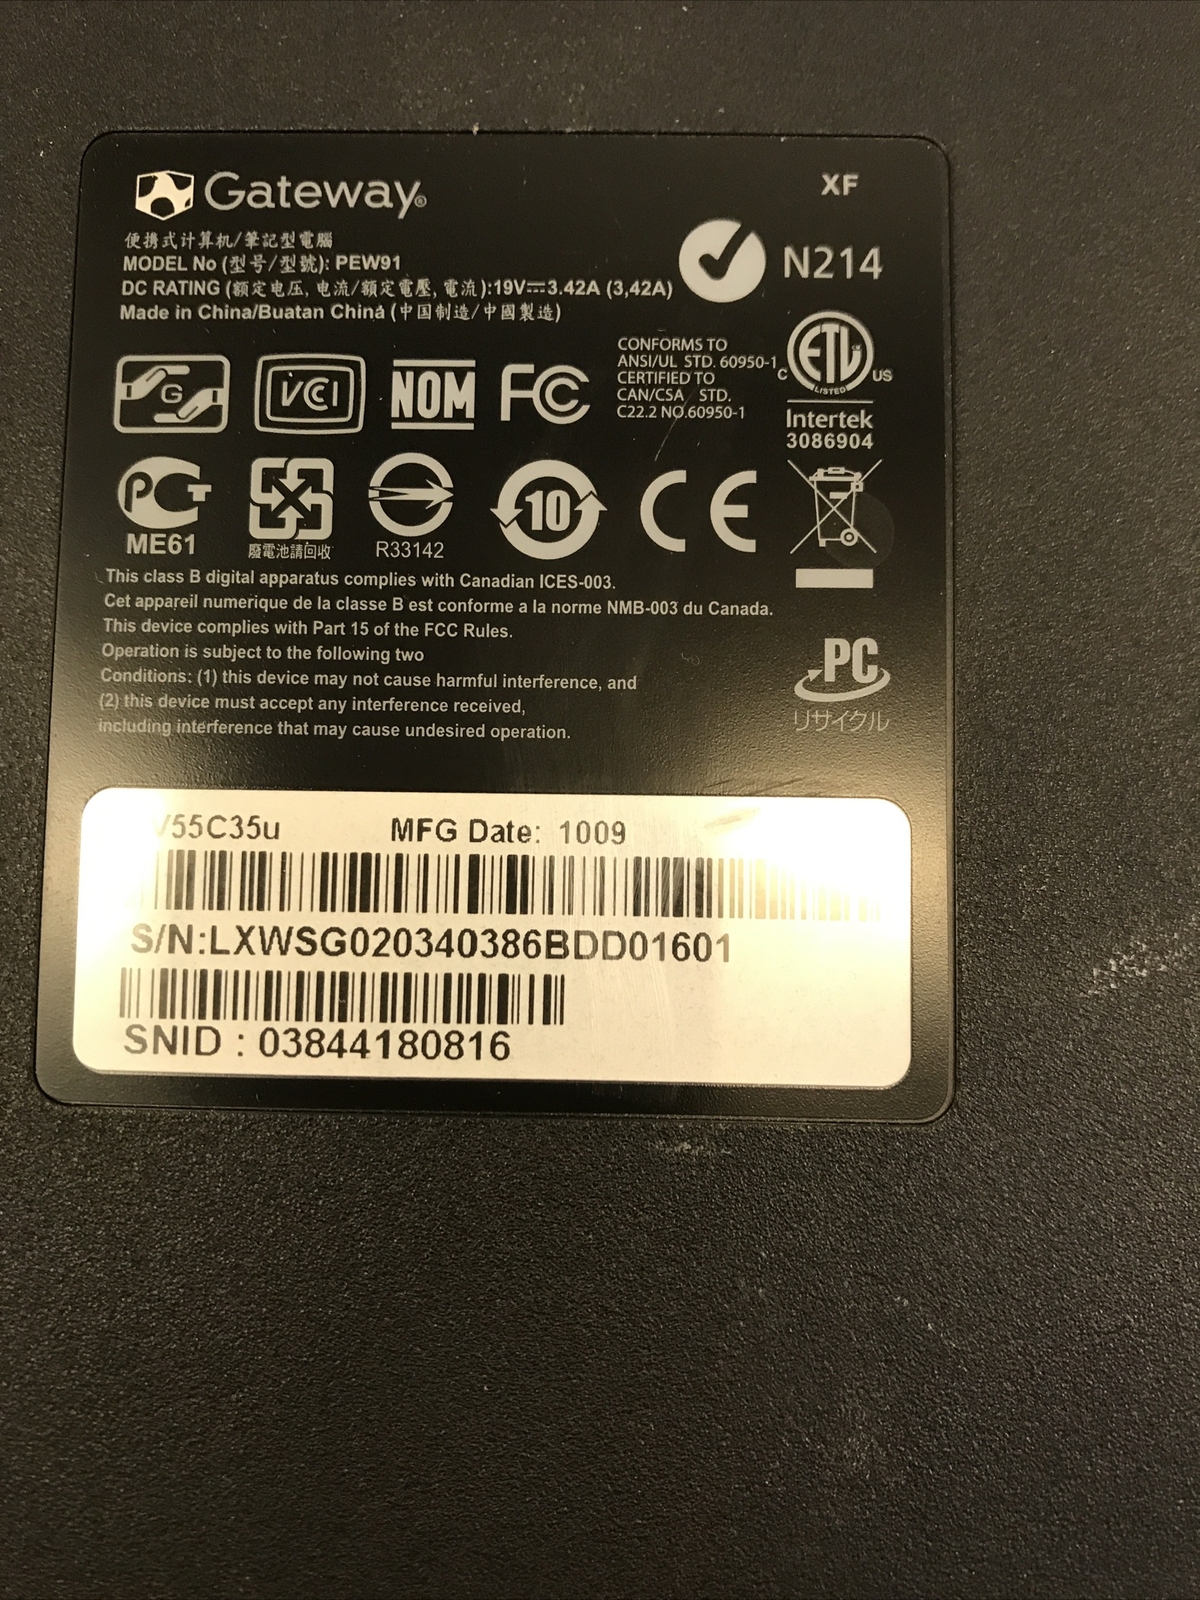 Gateway®
XF
便携式计算机/筆記型電腦
MODEL No (型号/型號): PEW91
N214
DC RATING (额定电压, 电流/額定電壓, 電流):19V⎓3.42A (3,42A)
Made in China/Buatan China (中国制造/中國製造)
G
VCCI
NOM
FC
CONFORMS TO
ANSI/UL STD. 60950-1
CERTIFIED TO
CAN/CSA STD.
C22.2 NO.60950-1
C ETL US
LISTED
Intertek
3086904
PCT
ME61
廢電池請回收
R33142
10
CE
This class B digital apparatus complies with Canadian ICES-003.
Cet appareil numerique de la classe B est conforme a la norme NMB-003 du Canada.
This device complies with Part 15 of the FCC Rules.
Operation is subject to the following two
Conditions: (1) this device may not cause harmful interference, and
(2) this device must accept any interference received,
including interference that may cause undesired operation.
PC
リサイクル
V55C35u MFG Date: 1009
S/N:LXWSG020340386BDD01601
SNID : 03844180816